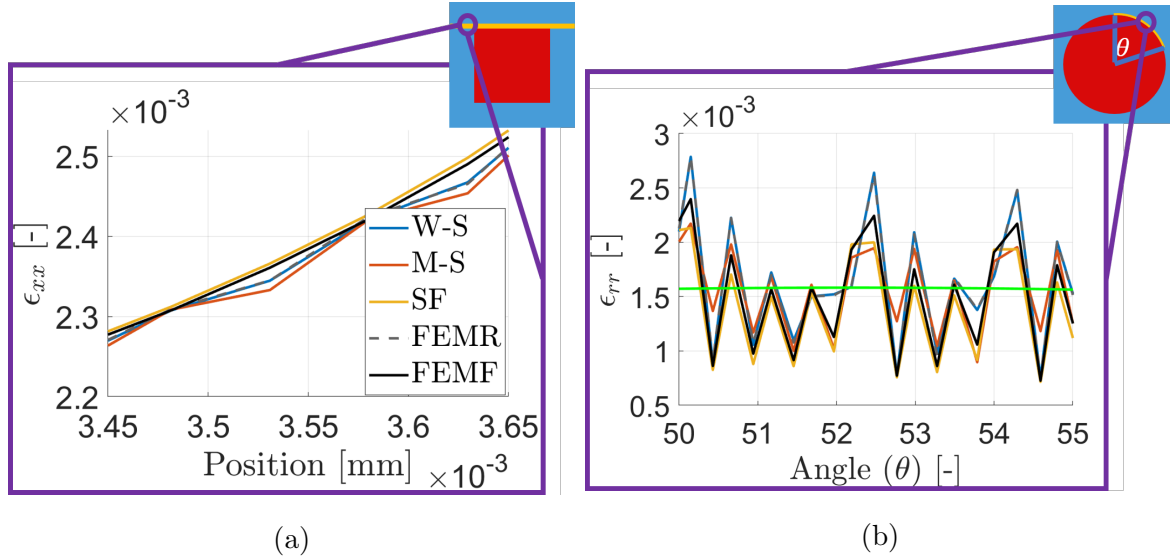 ×10⁻³
2.5
2.4
2.3
2.2
ϵxx [-]
W-S
M-S
SF
FEMR
FEMF
3.45
3.5
3.55
3.6
3.65
Position [mm]
×10⁻³
(a)
θ
×10⁻³
3
2.5
2
1.5
1
0.5
ϵrr [-]
50
51
52
53
54
55
Angle (θ) [-]
(b)